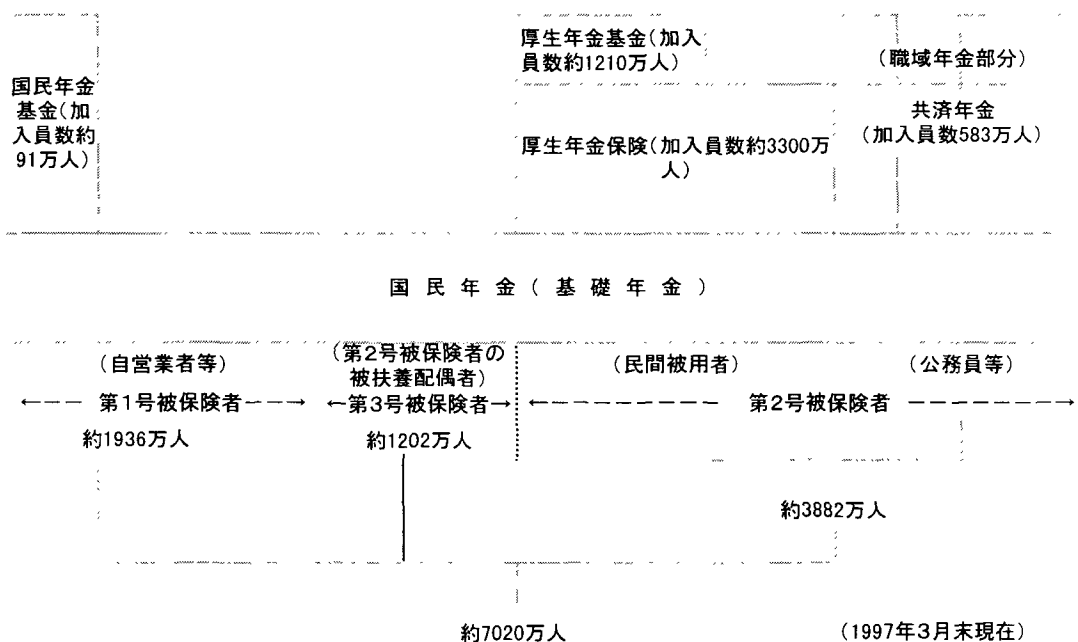 厚生年金基金(加入
員数約1210万人)
(職域年金部分)
国民年金
基金(加
入員数約
91万人)
共済年金
(加入員数583万人)
厚生年金保険(加入員数約3300万
人)
国民年金(基礎年金)
(自営業者等)
(第2号被保険者の
被扶養配偶者)
(民間被用者)
(公務員等)
←--- 第1号被保険者---→
←-第3号被保険者-→
←------- 第2号被保険者 ------→
約1936万人
約1202万人
約3882万人
約7020万人
(1997年3月末現在)